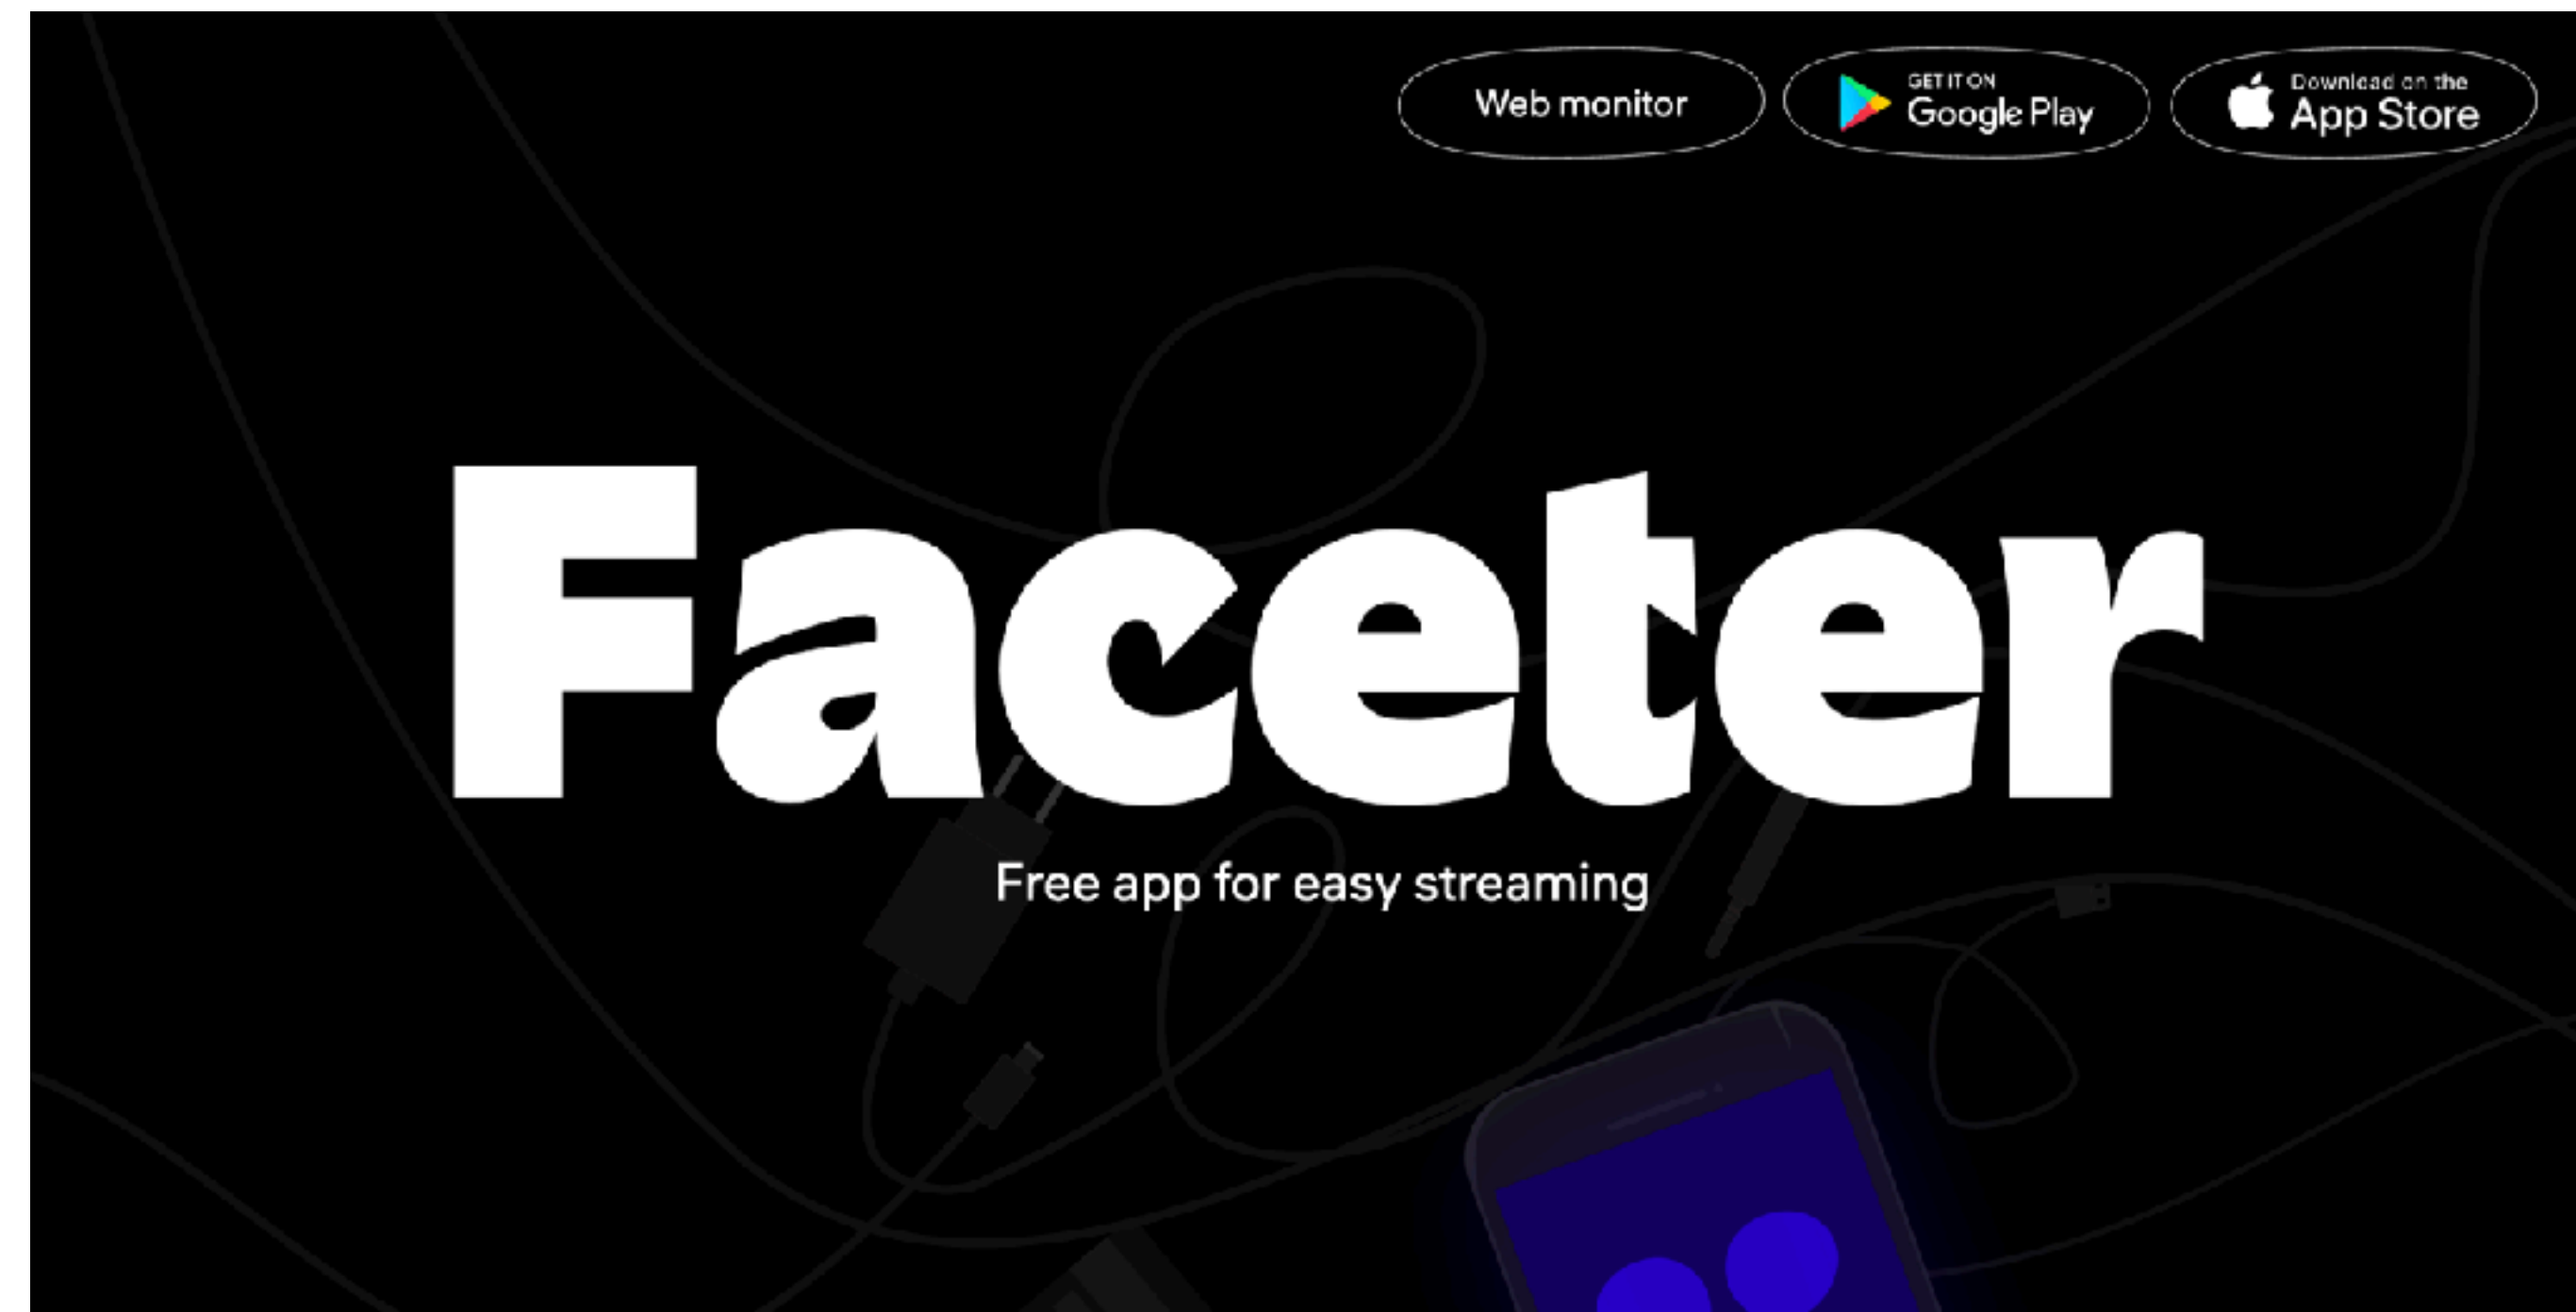 Web monitor
GET IT ON
Google Play
Download on the
App Store
Faceter
Free app for easy streaming